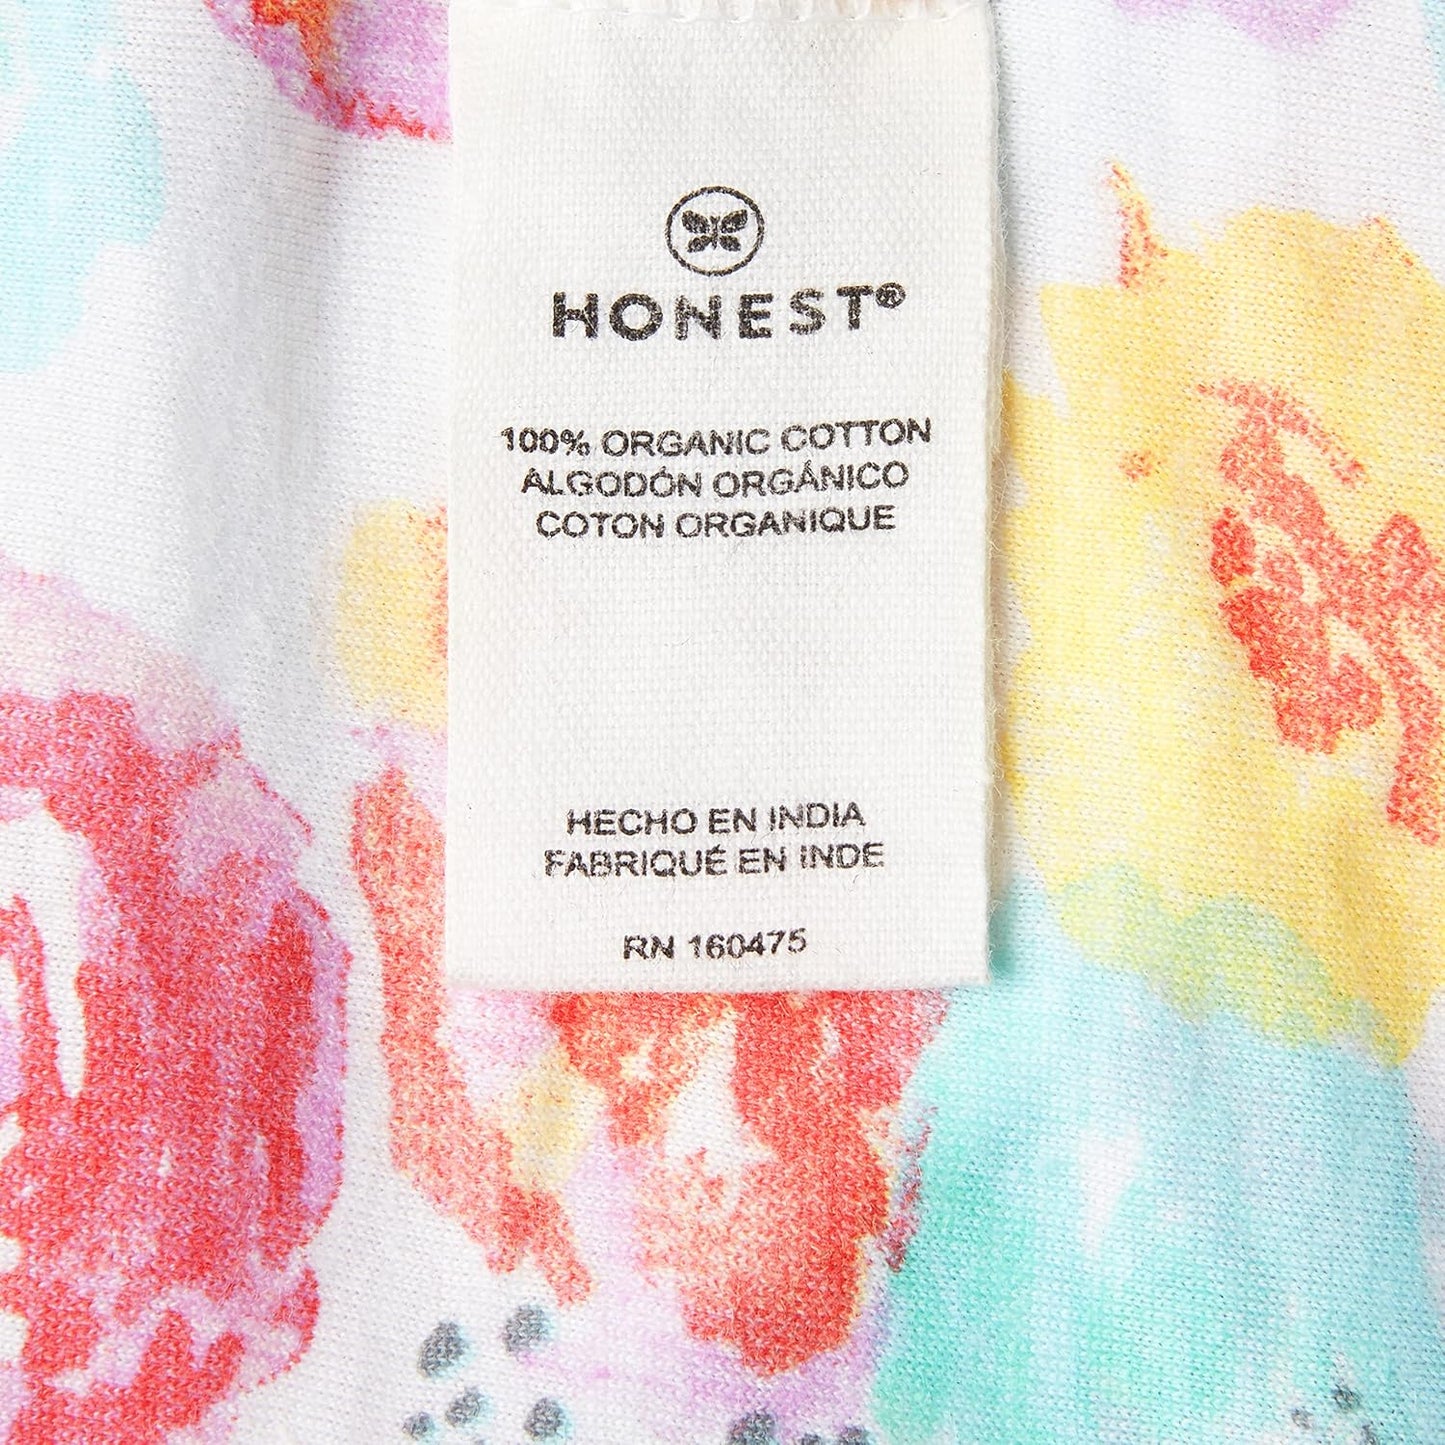 HONEST®
100% ORGANIC COTTON
ALGODÓN ORGÁNICO
COTON ORGANIQUE
HECHO EN INDIA
FABRIQUÉ EN INDE
RN 160475